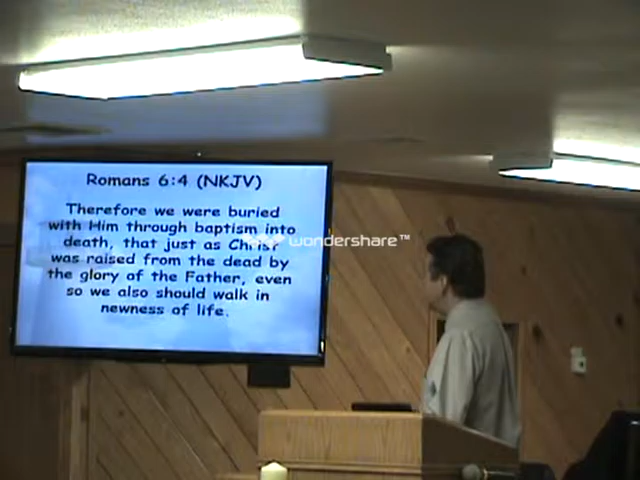 Romans 6:4 (NKJV)
Therefore we were buried
with Him through baptism into
death, that just as Christ
was raised from the dead by
the glory of the Father, even
so we also should walk in
newness of life.
wondershare™